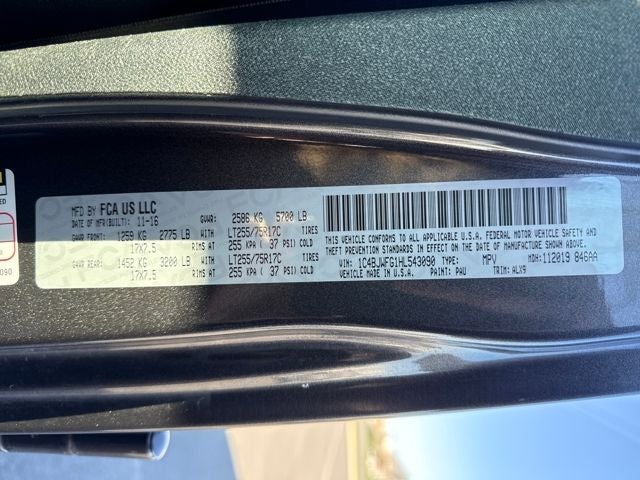 MFD BY FCA US LLC
DATE OF MFR(BUILT): 11-16 GVWR: 2586 KG 5700 LB
GAWR FRONT: 1259 KG 2775 LB WITH LT255/75R17C TIRES
17X7.5 RIMS AT 255 KPA ( 37 PSI) COLD
GAWR REAR: 1452 KG 3200 LB WITH LT255/75R17C TIRES
17X7.5 RIMS AT 255 KPA ( 37 PSI) COLD
THIS VEHICLE CONFORMS TO ALL APPLICABLE U.S.A. FEDERAL MOTOR VEHICLE SAFETY AND
THEFT PREVENTION STANDARDS IN EFFECT ON THE DATE OF MANUFACTURE SHOWN ABOVE.
VEHICLE MADE IN U.S.A.
VIN: 1C4BJWFG1HL543090 TYPE: MPV MDH: 112019 846AA
PAINT: PAU TRIM: ALX9
090